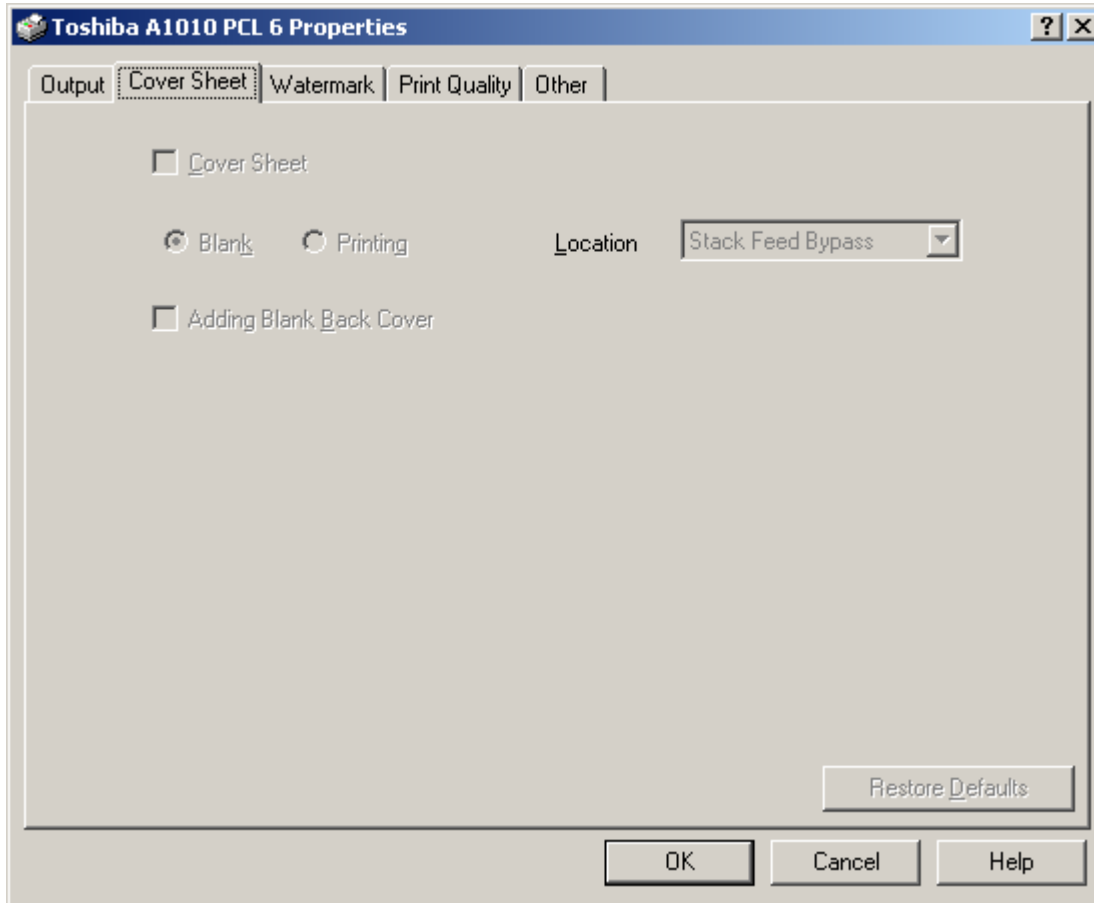 Toshiba A1010 PCL 6 Properties
Output Cover Sheet Watermark Print Quality Other
Cover Sheet
Blank Printing Location Stack Feed Bypass
Adding Blank Back Cover
Restore Defaults
OK Cancel Help